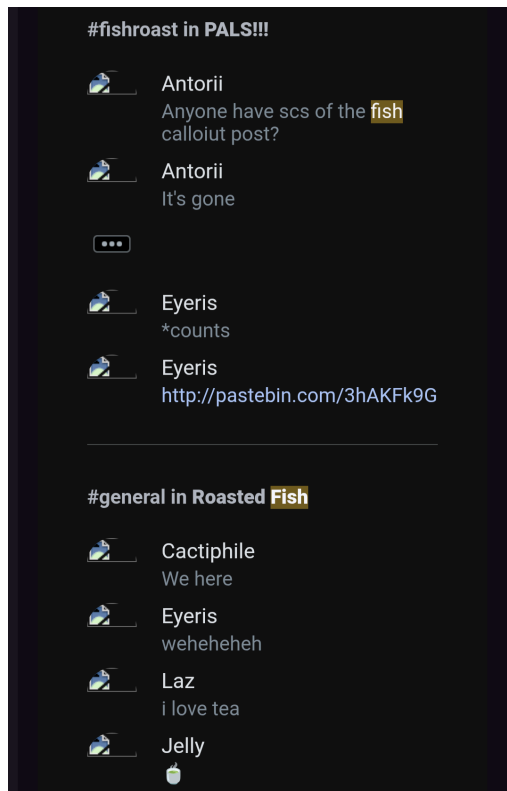 #fishroast in PALS!!!
Antorii
Anyone have scs of the fish
calloiut post?
Antorii
It's gone
Eyeris
*counts
Eyeris
http://pastebin.com/3hAKFk9G
#general in Roasted Fish
Cactiphile
We here
Eyeris
weheheheh
Laz
i love tea
Jelly
🍵